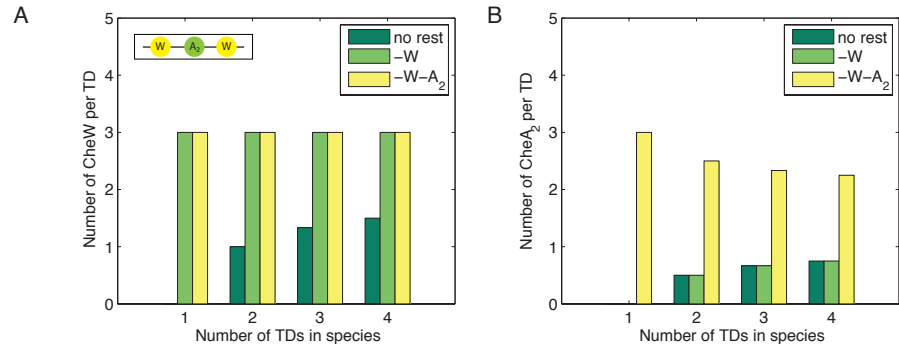 A
W A₂ W
no rest
−W
−W−A₂
Number of CheW per TD
5
4
3
2
1
0
1 2 3 4
Number of TDs in species
B
no rest
−W
−W−A₂
Number of CheA₂ per TD
5
4
3
2
1
0
1 2 3 4
Number of TDs in species